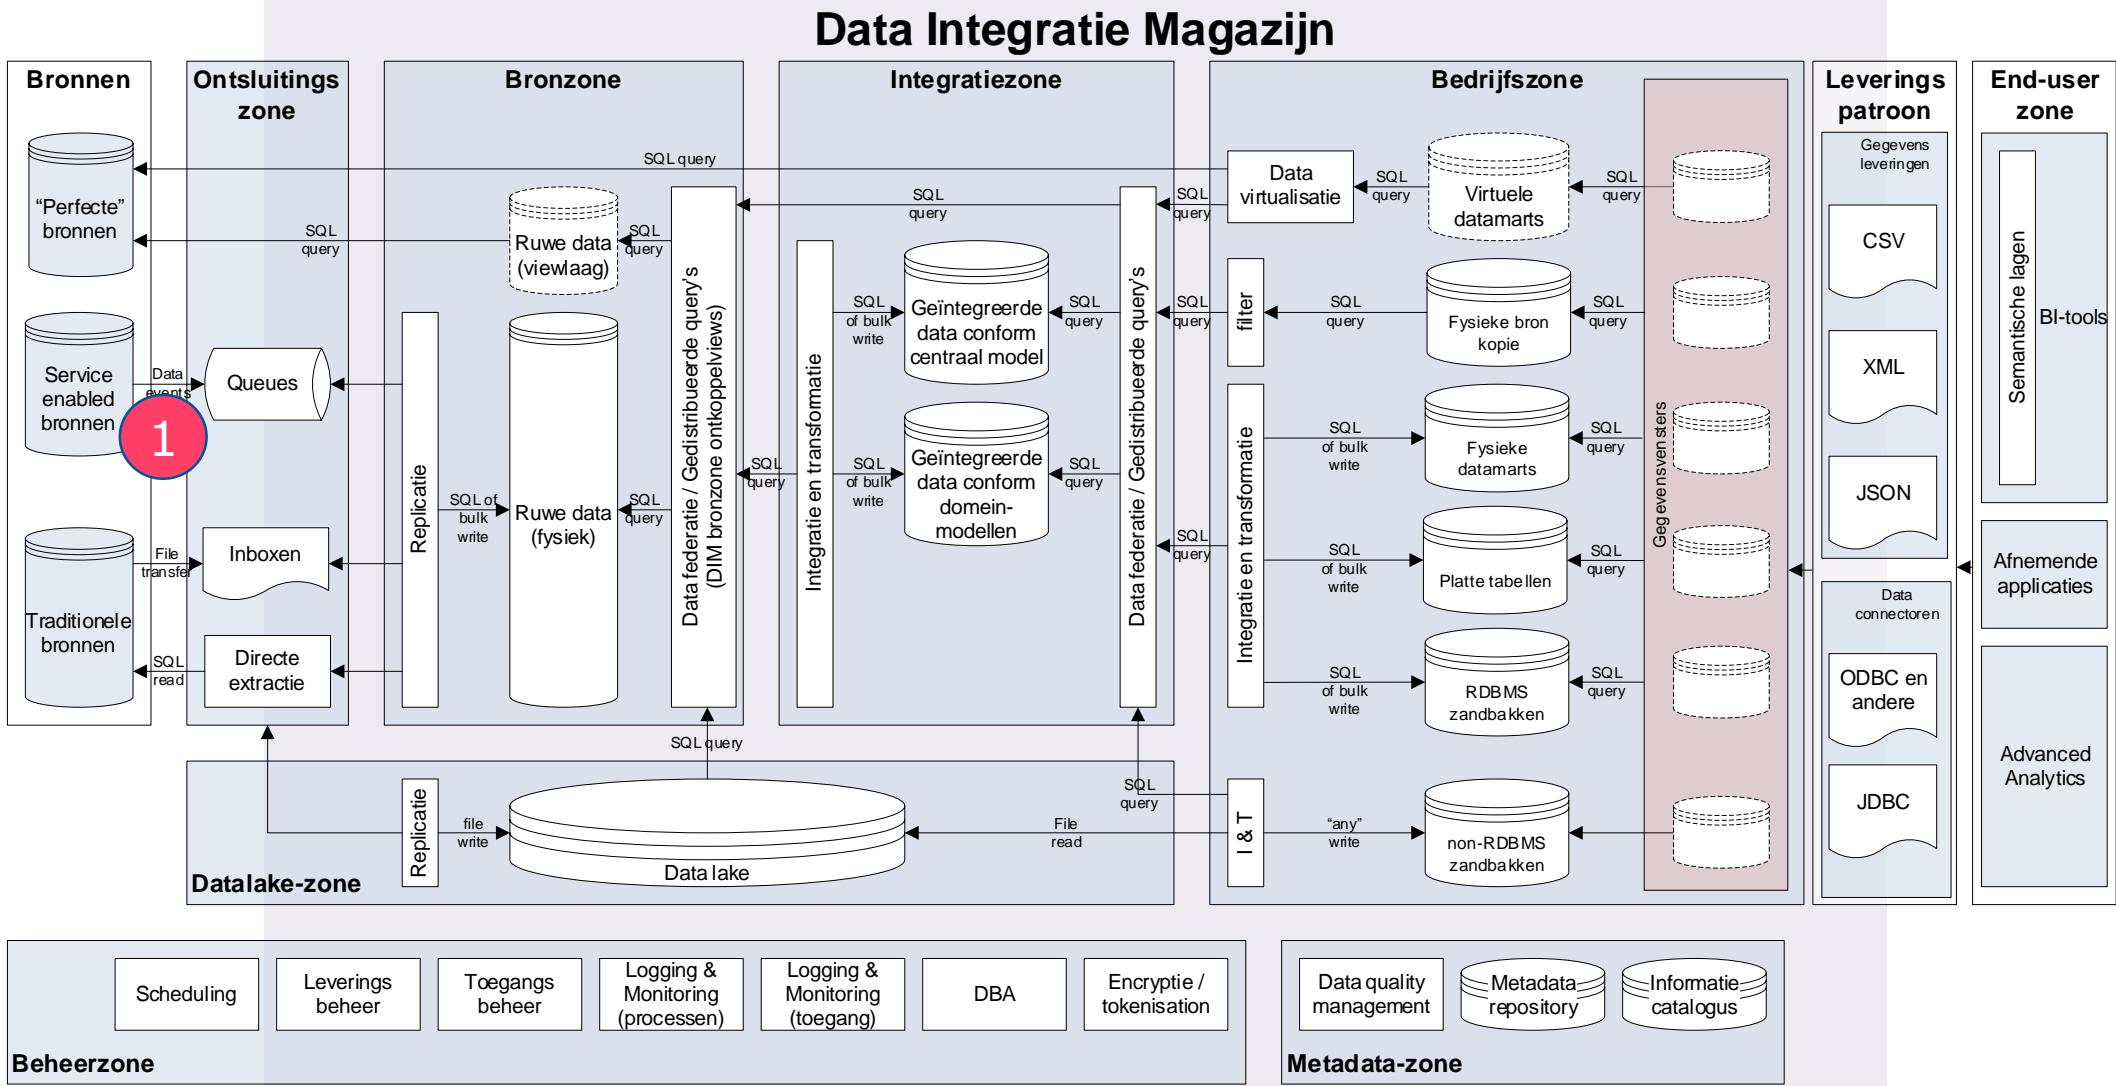 Data Integratie Magazijn
Bronnen
“Perfecte”
bronnen
Service
enabled
bronnen
Traditionele
bronnen
Data
events
1
File
transfer
SQL
read
Ontsluitings
zone
Queues
Inboxen
Directe
extractie
Bronzone
SQL query
SQL
query
Ruwe data
(viewlaag)
SQL
query
Replicatie
SQL of
bulk
write
Ruwe data
(fysiek)
SQL
query
Data federatie / Gedistribueerde query’s
(DIM bronzone ontkoppelviews)
SQL query
Integratiezone
SQL
query
SQL
query
Integratie en transformatie
SQL
of bulk
write
Geïntegreerde
data conform
centraal model
SQL
query
SQL
of bulk
write
Geïntegreerde
data conform
domein-
modellen
SQL
query
Data federatie / Gedistribueerde query’s
SQL
query
SQL
query
SQL
query
SQL
query
Bedrijfszone
Data
virtualisatie
SQL
query
Virtuele
datamarts
SQL
query
filter
SQL
query
Fysieke bron
kopie
SQL
query
Integratie en transformatie
SQL
of bulk
write
Fysieke
datamarts
SQL
query
SQL
of bulk
write
Platte tabellen
SQL
query
SQL
of bulk
write
RDBMS
zandbakken
SQL
query
I & T
“any”
write
non-RDBMS
zandbakken
Gegevensvensters
Leverings
patroon
Gegevens
leveringen
CSV
XML
JSON
Data
connectoren
ODBC en
andere
JDBC
End-user
zone
Semantische lagen
BI-tools
Afnemende
applicaties
Advanced
Analytics
Replicatie
file
write
Data lake
File
read
Datalake-zone
Scheduling
Leverings
beheer
Toegangs
beheer
Logging &
Monitoring
(processen)
Logging &
Monitoring
(toegang)
DBA
Encryptie /
tokenisation
Beheerzone
Data quality
management
Metadata
repository
Informatie
catalogus
Metadata-zone